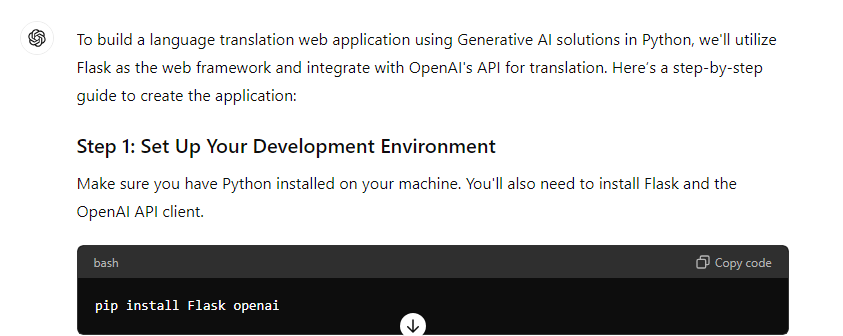 To build a language translation web application using Generative AI solutions in Python, we'll utilize
Flask as the web framework and integrate with OpenAI's API for translation. Here's a step-by-step
guide to create the application:
Step 1: Set Up Your Development Environment
Make sure you have Python installed on your machine. You'll also need to install Flask and the
OpenAI API client.
bash Copy code
pip install Flask openai